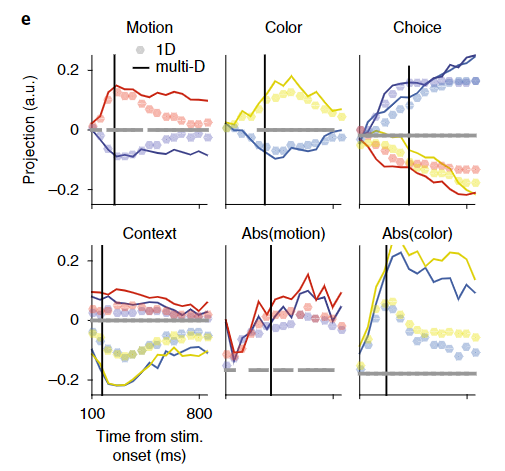 e
Motion
Color
Choice
1D
multi-D
Projection (a.u.)
0.2
0
–0.2
Context
Abs(motion)
Abs(color)
0.2
0
–0.2
100
800
Time from stim.
onset (ms)